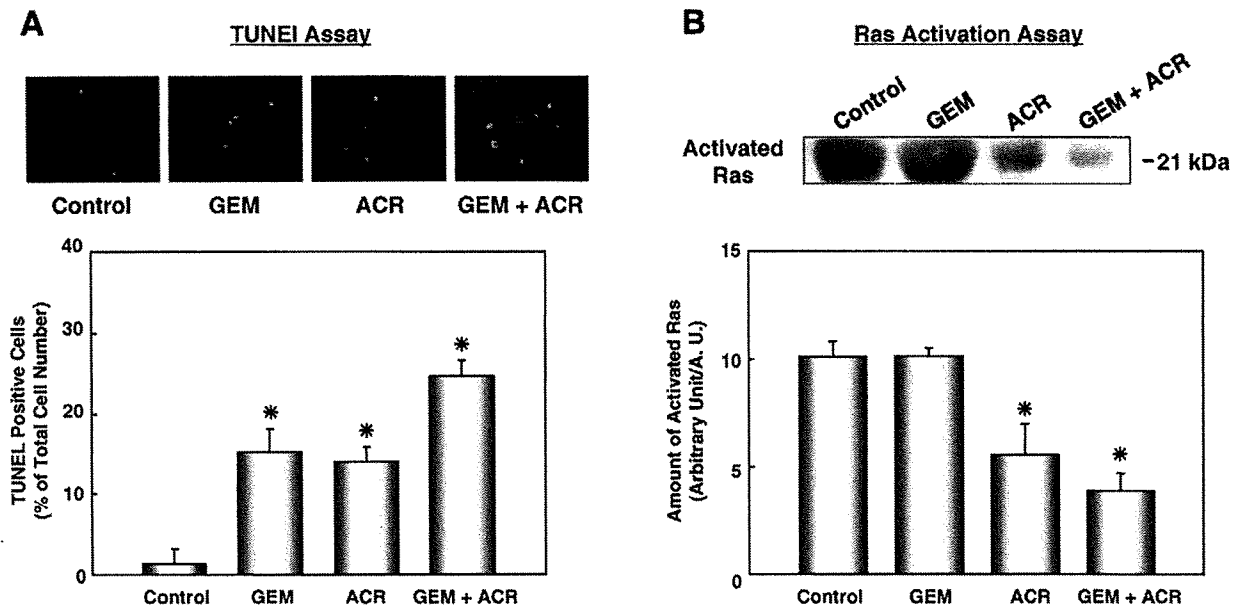 A
TUNEl Assay
Control GEM ACR GEM + ACR
TUNEL Positive Cells
(% of Total Cell Number)
40
30
20
10
0
*
*
*
Control GEM ACR GEM + ACR
B
Ras Activation Assay
Control GEM ACR GEM + ACR
Activated
Ras
-21 kDa
Amount of Activated Ras
(Arbitrary Unit/A. U.)
15
10
5
0
*
*
Control GEM ACR GEM + ACR